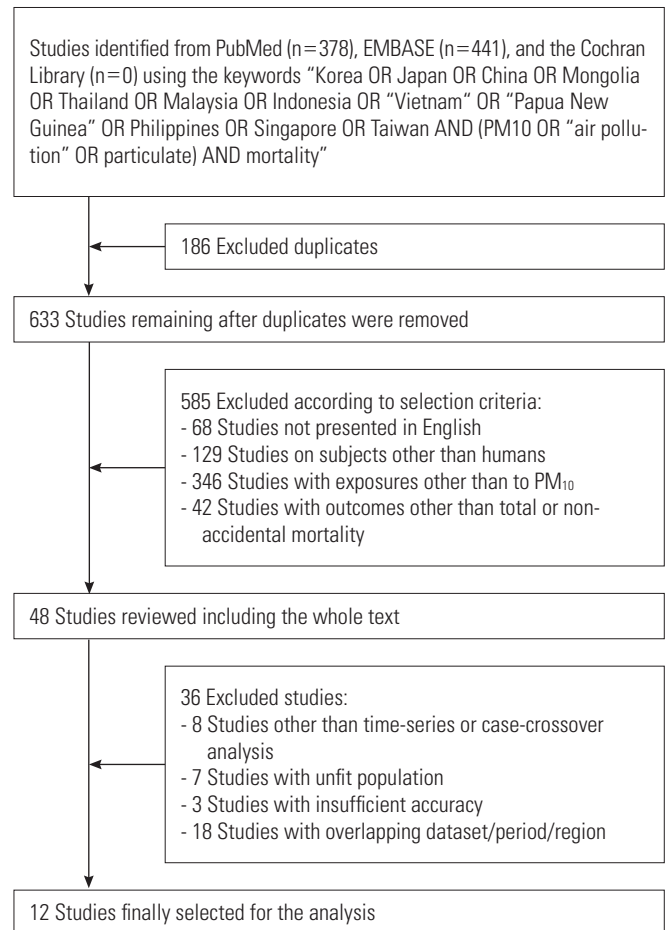 Studies identified from PubMed (n=378), EMBASE (n=441), and the Cochran
Library (n=0) using the keywords “Korea OR Japan OR China OR Mongolia
OR Thailand OR Malaysia OR Indonesia OR “Vietnam“ OR “Papua New
Guinea” OR Philippines OR Singapore OR Taiwan AND (PM10 OR “air pollu-
tion” OR particulate) AND mortality”
186 Excluded duplicates
633 Studies remaining after duplicates were removed
585 Excluded according to selection criteria:
- 68 Studies not presented in English
- 129 Studies on subjects other than humans
- 346 Studies with exposures other than to PM₁₀
- 42 Studies with outcomes other than total or non-
accidental mortality
48 Studies reviewed including the whole text
36 Excluded studies:
- 8 Studies other than time-series or case-crossover
analysis
- 7 Studies with unfit population
- 3 Studies with insufficient accuracy
- 18 Studies with overlapping dataset/period/region
12 Studies finally selected for the analysis